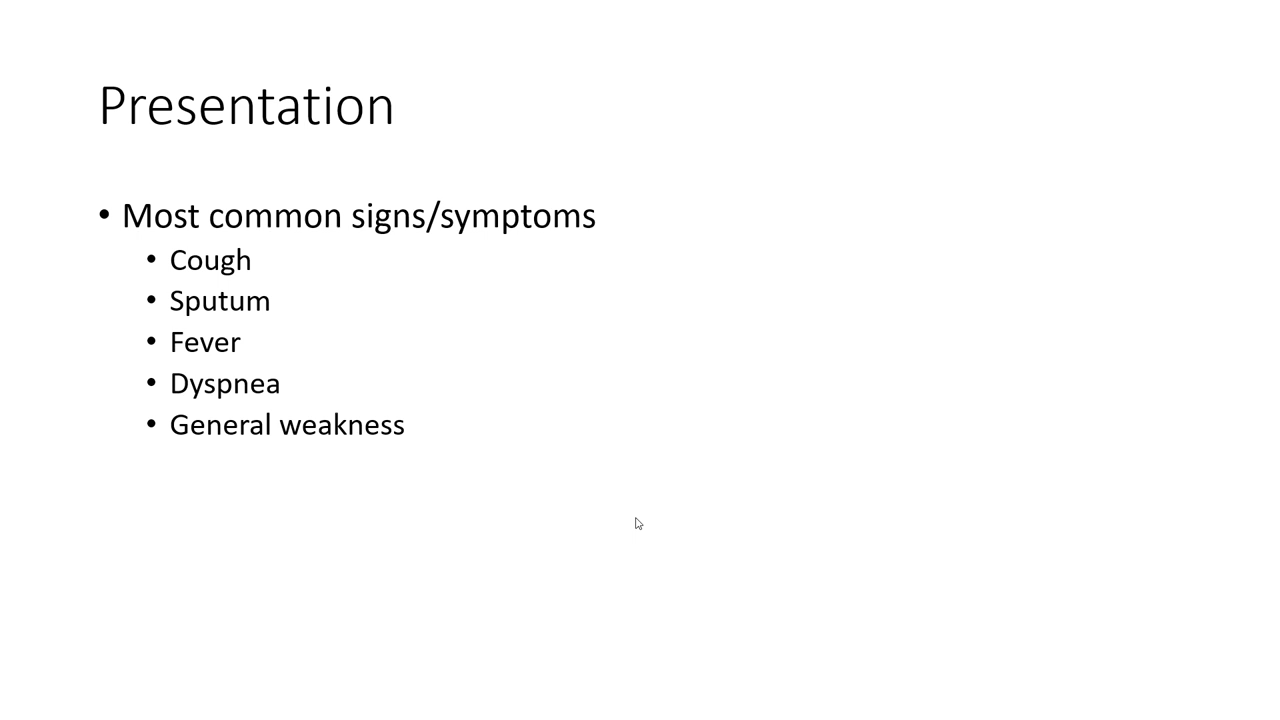 Presentation
• Most common signs/symptoms
• Cough
• Sputum
• Fever
• Dyspnea
• General weakness